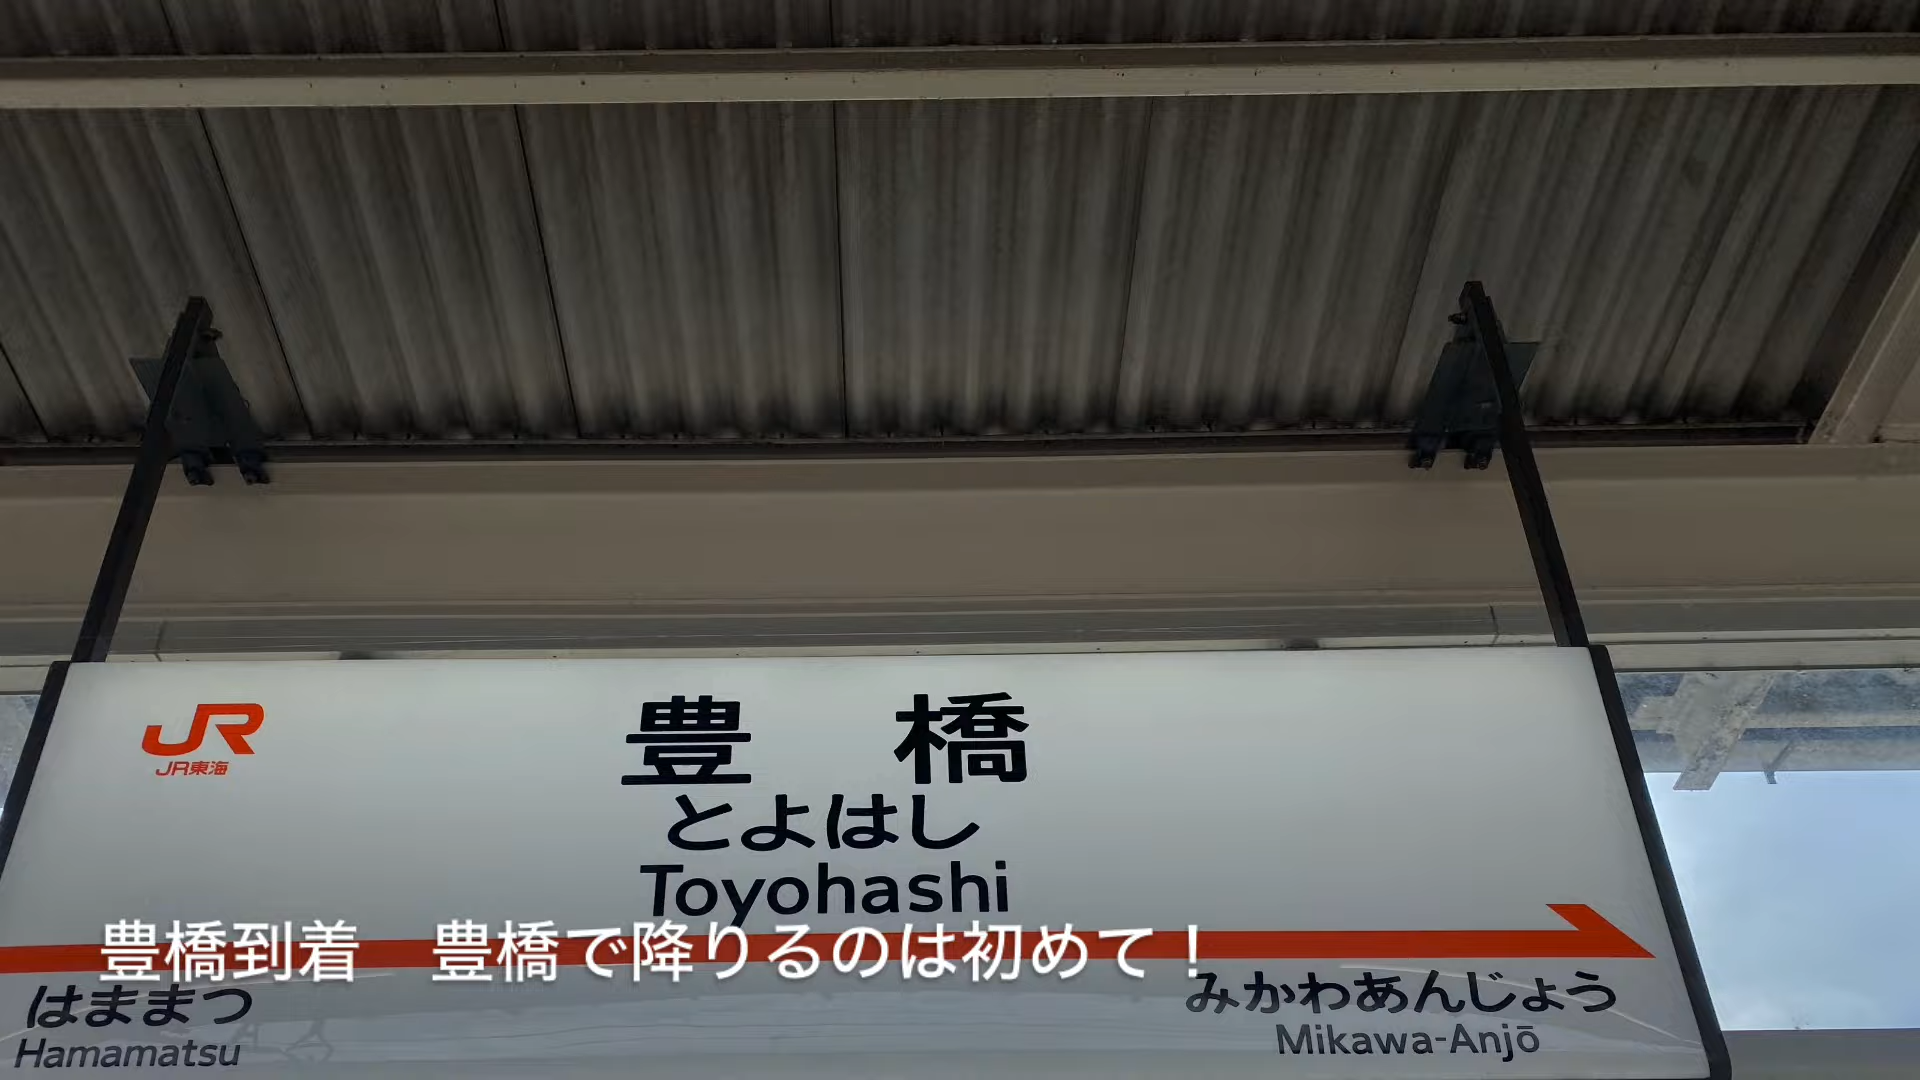 JR
JR東海
豊橋
とよはし
Toyohashi
豊橋到着 豊橋で降りるのは初めて！
はままつ
Hamamatsu
みかわあんじょう
Mikawa-Anjō